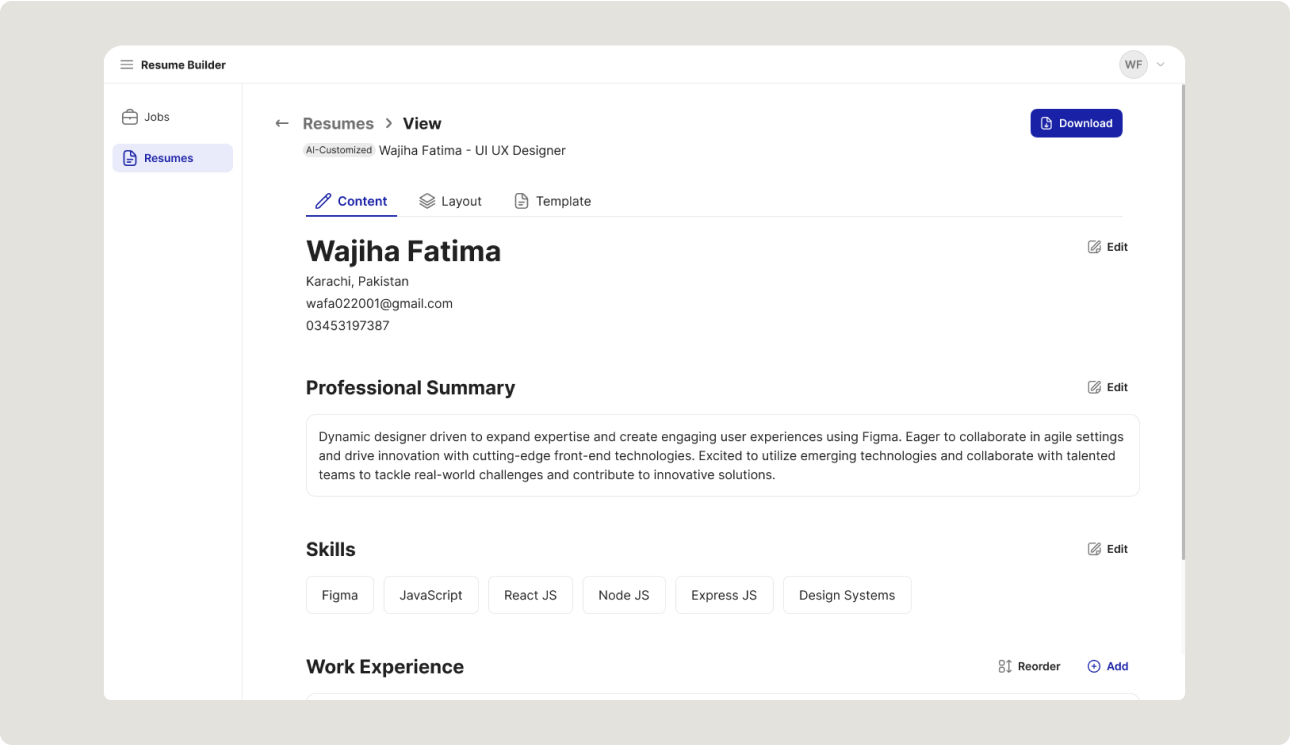 Resume Builder
WF
Jobs
Resumes
Resumes > View
Download
AI-Customized Wajiha Fatima - UI UX Designer
Content Layout Template
Wajiha Fatima
Edit
Karachi, Pakistan
wafa022001@gmail.com
03453197387
Professional Summary
Edit
Dynamic designer driven to expand expertise and create engaging user experiences using Figma. Eager to collaborate in agile settings
and drive innovation with cutting-edge front-end technologies. Excited to utilize emerging technologies and collaborate with talented
teams to tackle real-world challenges and contribute to innovative solutions.
Skills
Edit
Figma JavaScript React JS Node JS Express JS Design Systems
Work Experience
Reorder Add